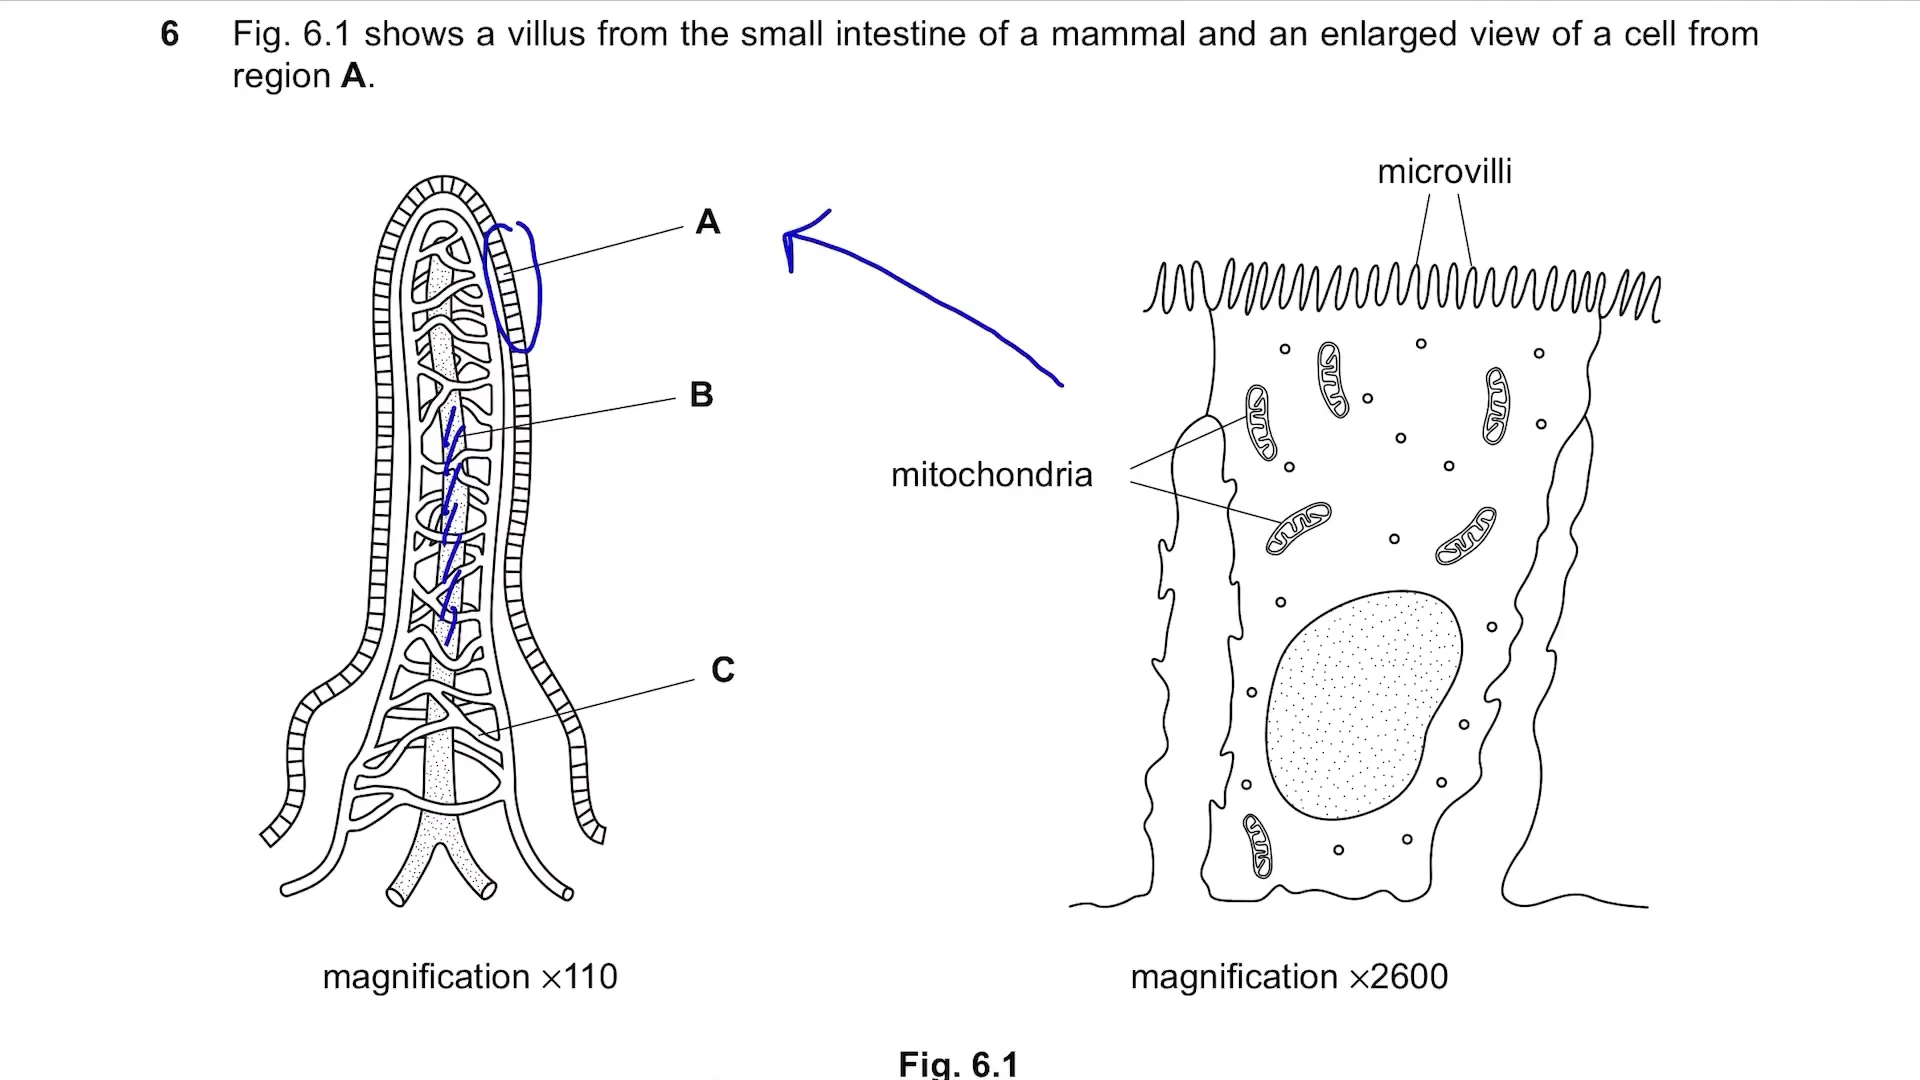 6 Fig. 6.1 shows a villus from the small intestine of a mammal and an enlarged view of a cell from
region A.
microvilli
A
B
mitochondria
C
magnification ×110
magnification ×2600
Fig. 6.1